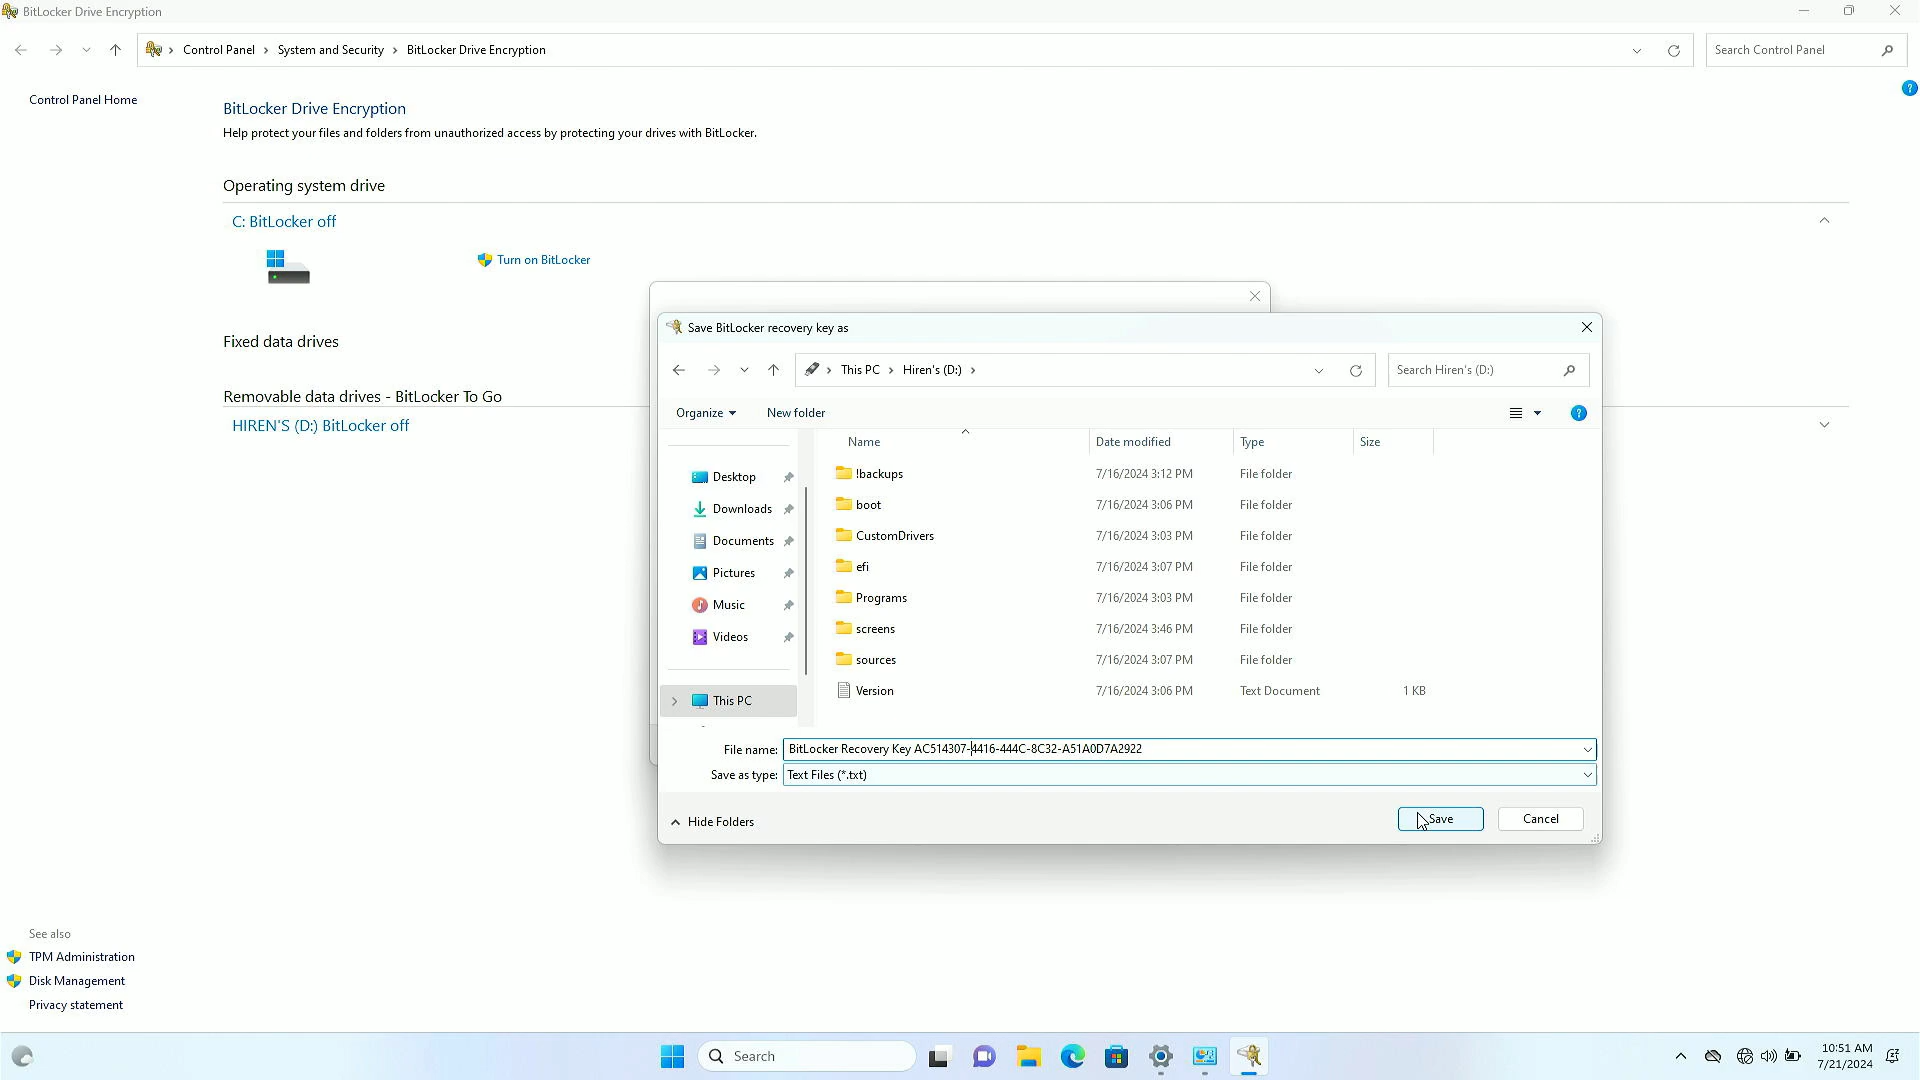 BitLocker Drive Encryption
Control Panel > System and Security > BitLocker Drive Encryption
Search Control Panel
Control Panel Home
BitLocker Drive Encryption
Help protect your files and folders from unauthorized access by protecting your drives with BitLocker.
Operating system drive
C: BitLocker off
Turn on BitLocker
Fixed data drives
Removable data drives - BitLocker To Go
HIREN'S (D:) BitLocker off
Save BitLocker recovery key as
This PC > Hiren's (D:) >
Search Hiren's (D:)
Organize
New folder
Name Date modified Type Size
Desktop
Downloads
Documents
Pictures
Music
Videos
This PC
!backups 7/16/2024 3:12 PM File folder
boot 7/16/2024 3:06 PM File folder
CustomDrivers 7/16/2024 3:03 PM File folder
efi 7/16/2024 3:07 PM File folder
Programs 7/16/2024 3:03 PM File folder
screens 7/16/2024 3:46 PM File folder
sources 7/16/2024 3:07 PM File folder
Version 7/16/2024 3:06 PM Text Document 1 KB
File name: BitLocker Recovery Key AC514307-4416-444C-8C32-A51A0D7A2922
Save as type: Text Files (*.txt)
Hide Folders
Save
Cancel
See also
TPM Administration
Disk Management
Privacy statement
Search
10:51 AM
7/21/2024